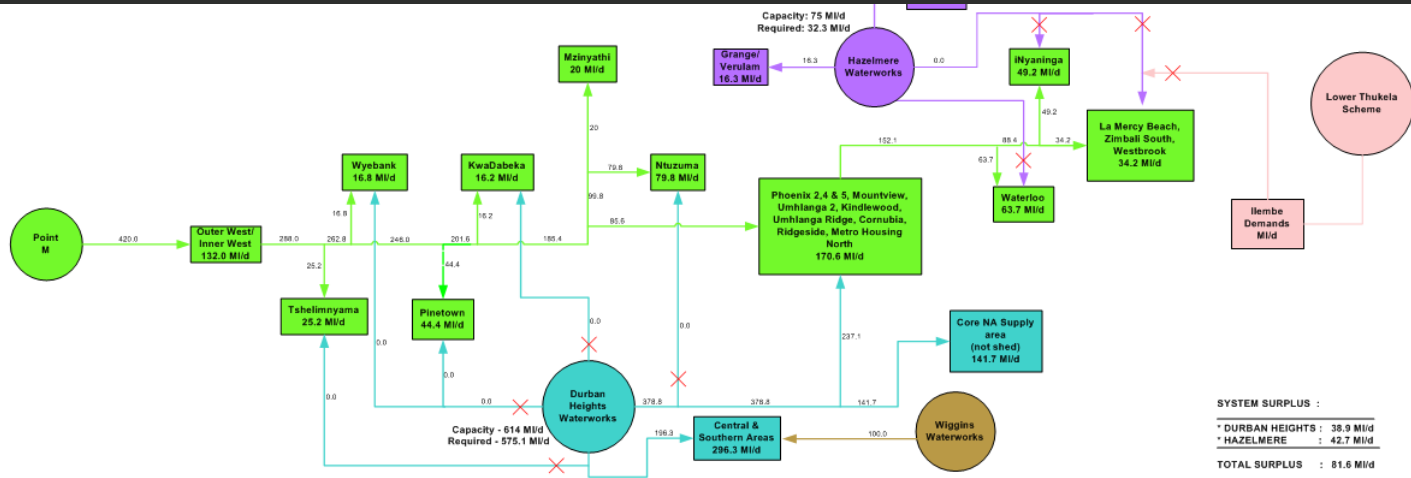 Capacity: 75 Ml/d
Required: 32.3 Ml/d
Hazelmere
Waterworks
Grange/
Verulam
16.3 Ml/d
16.3
0.0
iNyaninga
49.2 Ml/d
49.2
Lower Thukela
Scheme
La Mercy Beach,
Zimbali South,
Westbrook
34.2 Ml/d
Mzinyathi
20 Ml/d
20
Wyebank
16.8 Ml/d
KwaDabeka
16.2 Ml/d
79.8
Ntuzuma
79.8 Ml/d
99.8
152.1
88.4
34.2
63.7
Waterloo
63.7 Ml/d
Phoenix 2,4 & 5, Mountview,
Umhlanga 2, Kindlewood,
Umhlanga Ridge, Cornubia,
Ridgeside, Metro Housing
North
170.6 Ml/d
Ilembe
Demands
Ml/d
Point
M
420.0
Outer West/
Inner West
132.0 Ml/d
288.0
16.8
262.8
246.0
201.6
16.2
185.4
85.6
25.2
44.4
Tshelimnyama
25.2 Ml/d
Pinetown
44.4 Ml/d
0.0
0.0
0.0
0.0
0.0
0.0
237.1
Core NA Supply
area
(not shed)
141.7 Ml/d
Durban
Heights
Waterworks
378.8
378.8
141.7
Capacity - 614 Ml/d
Required - 575.1 Ml/d
196.3
Central &
Southern Areas
296.3 Ml/d
100.0
Wiggins
Waterworks
SYSTEM SURPLUS :
* DURBAN HEIGHTS : 38.9 Ml/d
* HAZELMERE : 42.7 Ml/d
TOTAL SURPLUS : 81.6 Ml/d